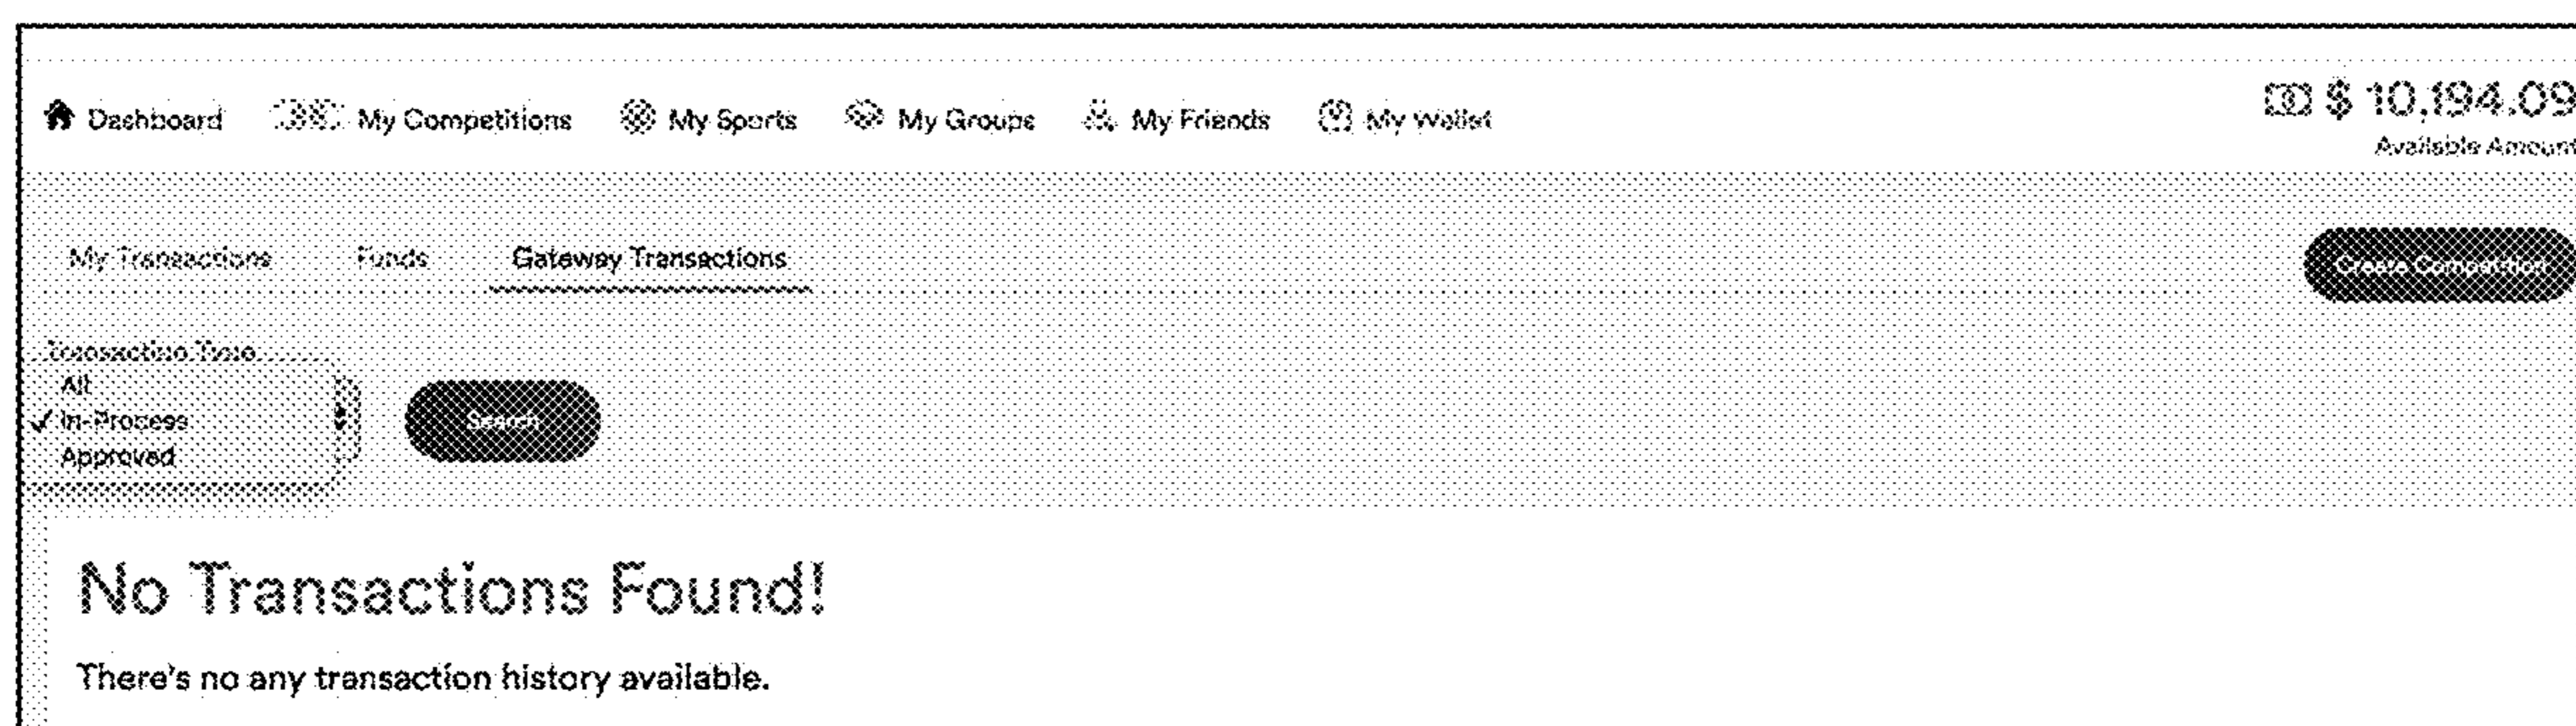 Dashboard My Competitions My Sports My Groups My Friends My Wallet $ 10,194.09
Available Amount
My Transactions Funds Gateway Transactions Create Competition
Transaction
All
In-Process
Approved
Search
No Transactions Found!
There's no any transaction history available.